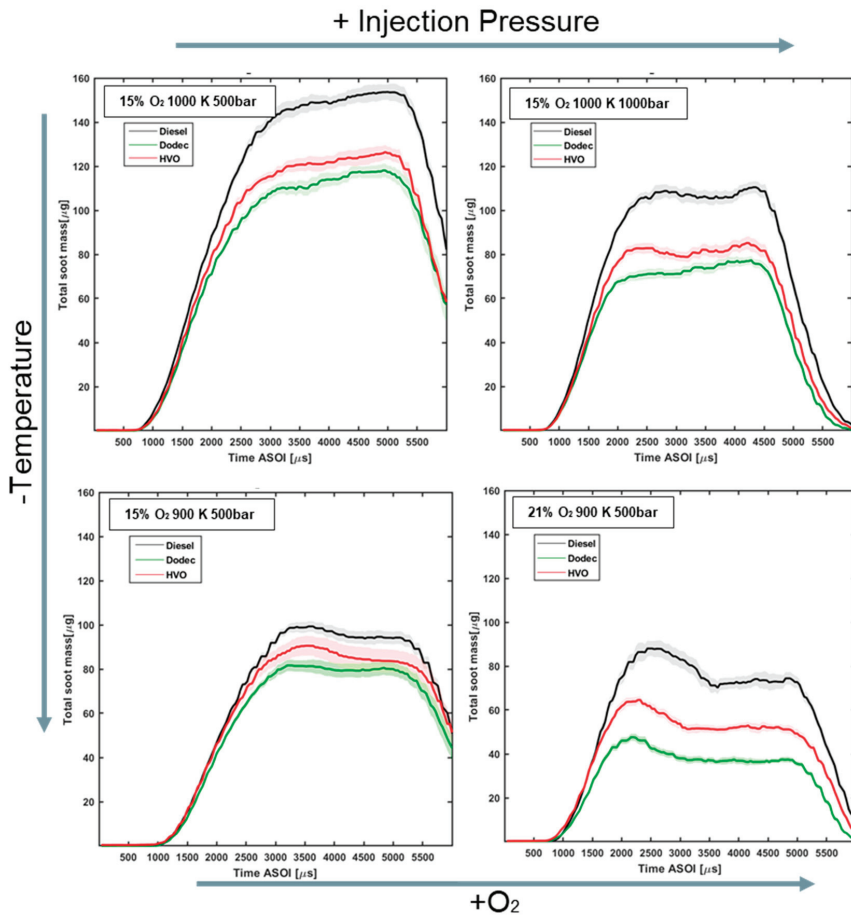 + Injection Pressure
-Temperature
15% O₂ 1000 K 500bar
Diesel
Dodec
HVO
Total soot mass[μg]
160
140
120
100
80
60
40
20
500 1000 1500 2000 2500 3000 3500 4000 4500 5000 5500
Time ASOI [μs]
15% O₂ 1000 K 1000bar
Diesel
Dodec
HVO
Total soot mass [μg]
160
140
120
100
80
60
40
20
500 1000 1500 2000 2500 3000 3500 4000 4500 5000 5500
Time ASOI [μs]
15% O₂ 900 K 500bar
Diesel
Dodec
HVO
Total soot mass[μg]
160
140
120
100
80
60
40
20
500 1000 1500 2000 2500 3000 3500 4000 4500 5000 5500
Time ASOI [μs]
21% O₂ 900 K 500bar
Diesel
Dodec
HVO
Total soot mass [μg]
160
140
120
100
80
60
40
20
500 1000 1500 2000 2500 3000 3500 4000 4500 5000 5500
Time ASOI [μs]
+O₂